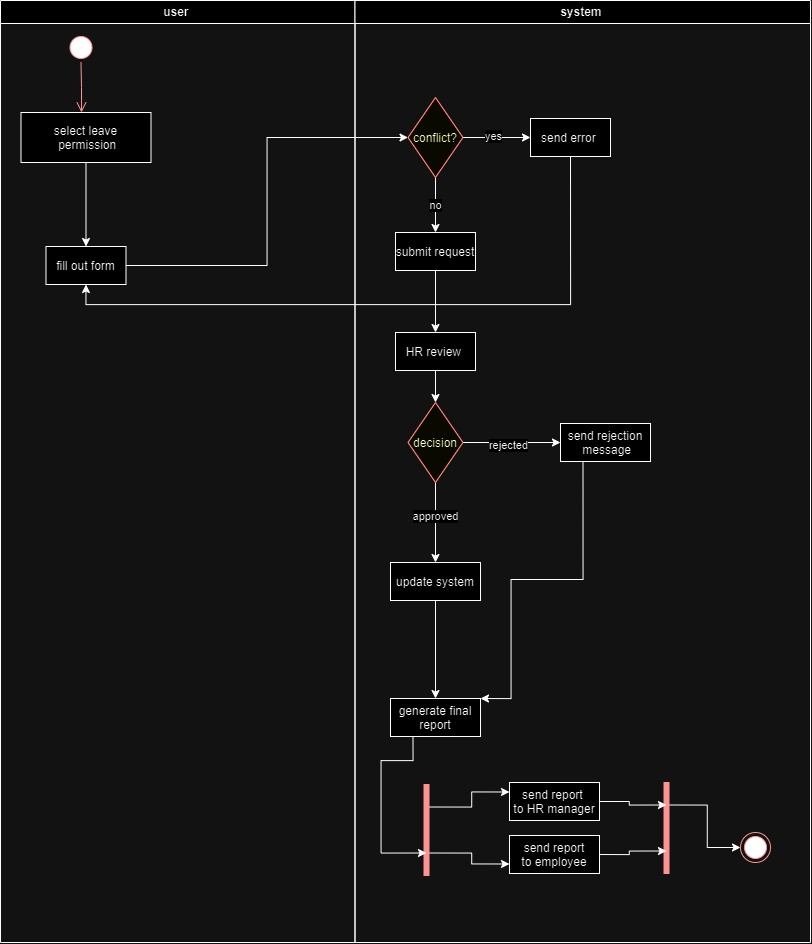 user
system
select leave
permission
conflict?
yes
send error
no
submit request
fill out form
HR review
decision
rejected
send rejection
message
approved
update system
generate final
report
send report
to HR manager
send report
to employee